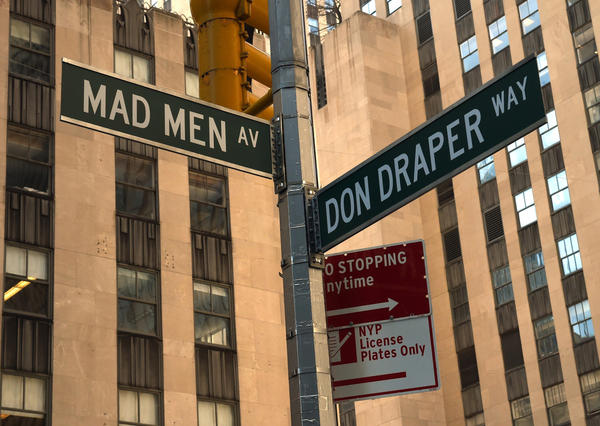 MAD MEN AV
DON DRAPER WAY
O STOPPING
nytime
NYP
License
Plates Only